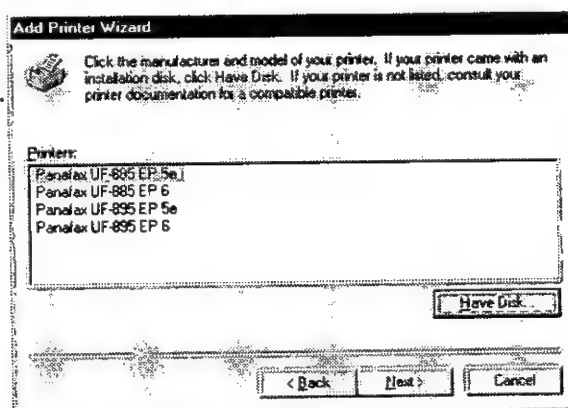 Add Printer Wizard
Click the manufacturer and model of your printer. If your printer came with an
installation disk, click Have Disk. If your printer is not listed, consult your
printer documentation for a compatible printer.
Printers:
Panafax UF-885 EP 5e
Panafax UF-885 EP 6
Panafax UF-895 EP 5e
Panafax UF-895 EP 6
Have Disk...
< Back
Next >
Cancel